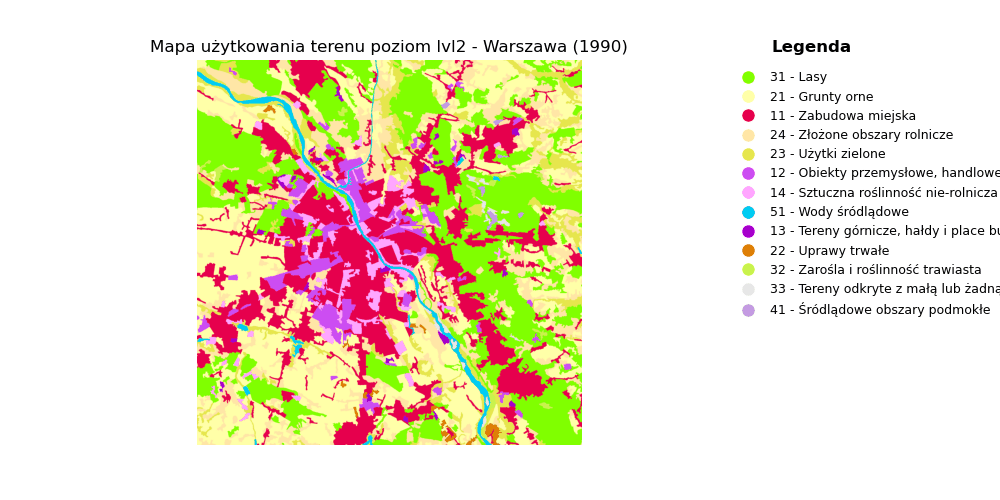 Mapa użytkowania terenu poziom lvl2 - Warszawa (1990)
Legenda
31 - Lasy
21 - Grunty orne
11 - Zabudowa miejska
24 - Złożone obszary rolnicze
23 - Użytki zielone
12 - Obiekty przemysłowe, handlowe
14 - Sztuczna roślinność nie-rolnicza
51 - Wody śródlądowe
13 - Tereny górnicze, hałdy i place bu
22 - Uprawy trwałe
32 - Zarośla i roślinność trawiasta
33 - Tereny odkryte z małą lub żadną
41 - Śródlądowe obszary podmokłe